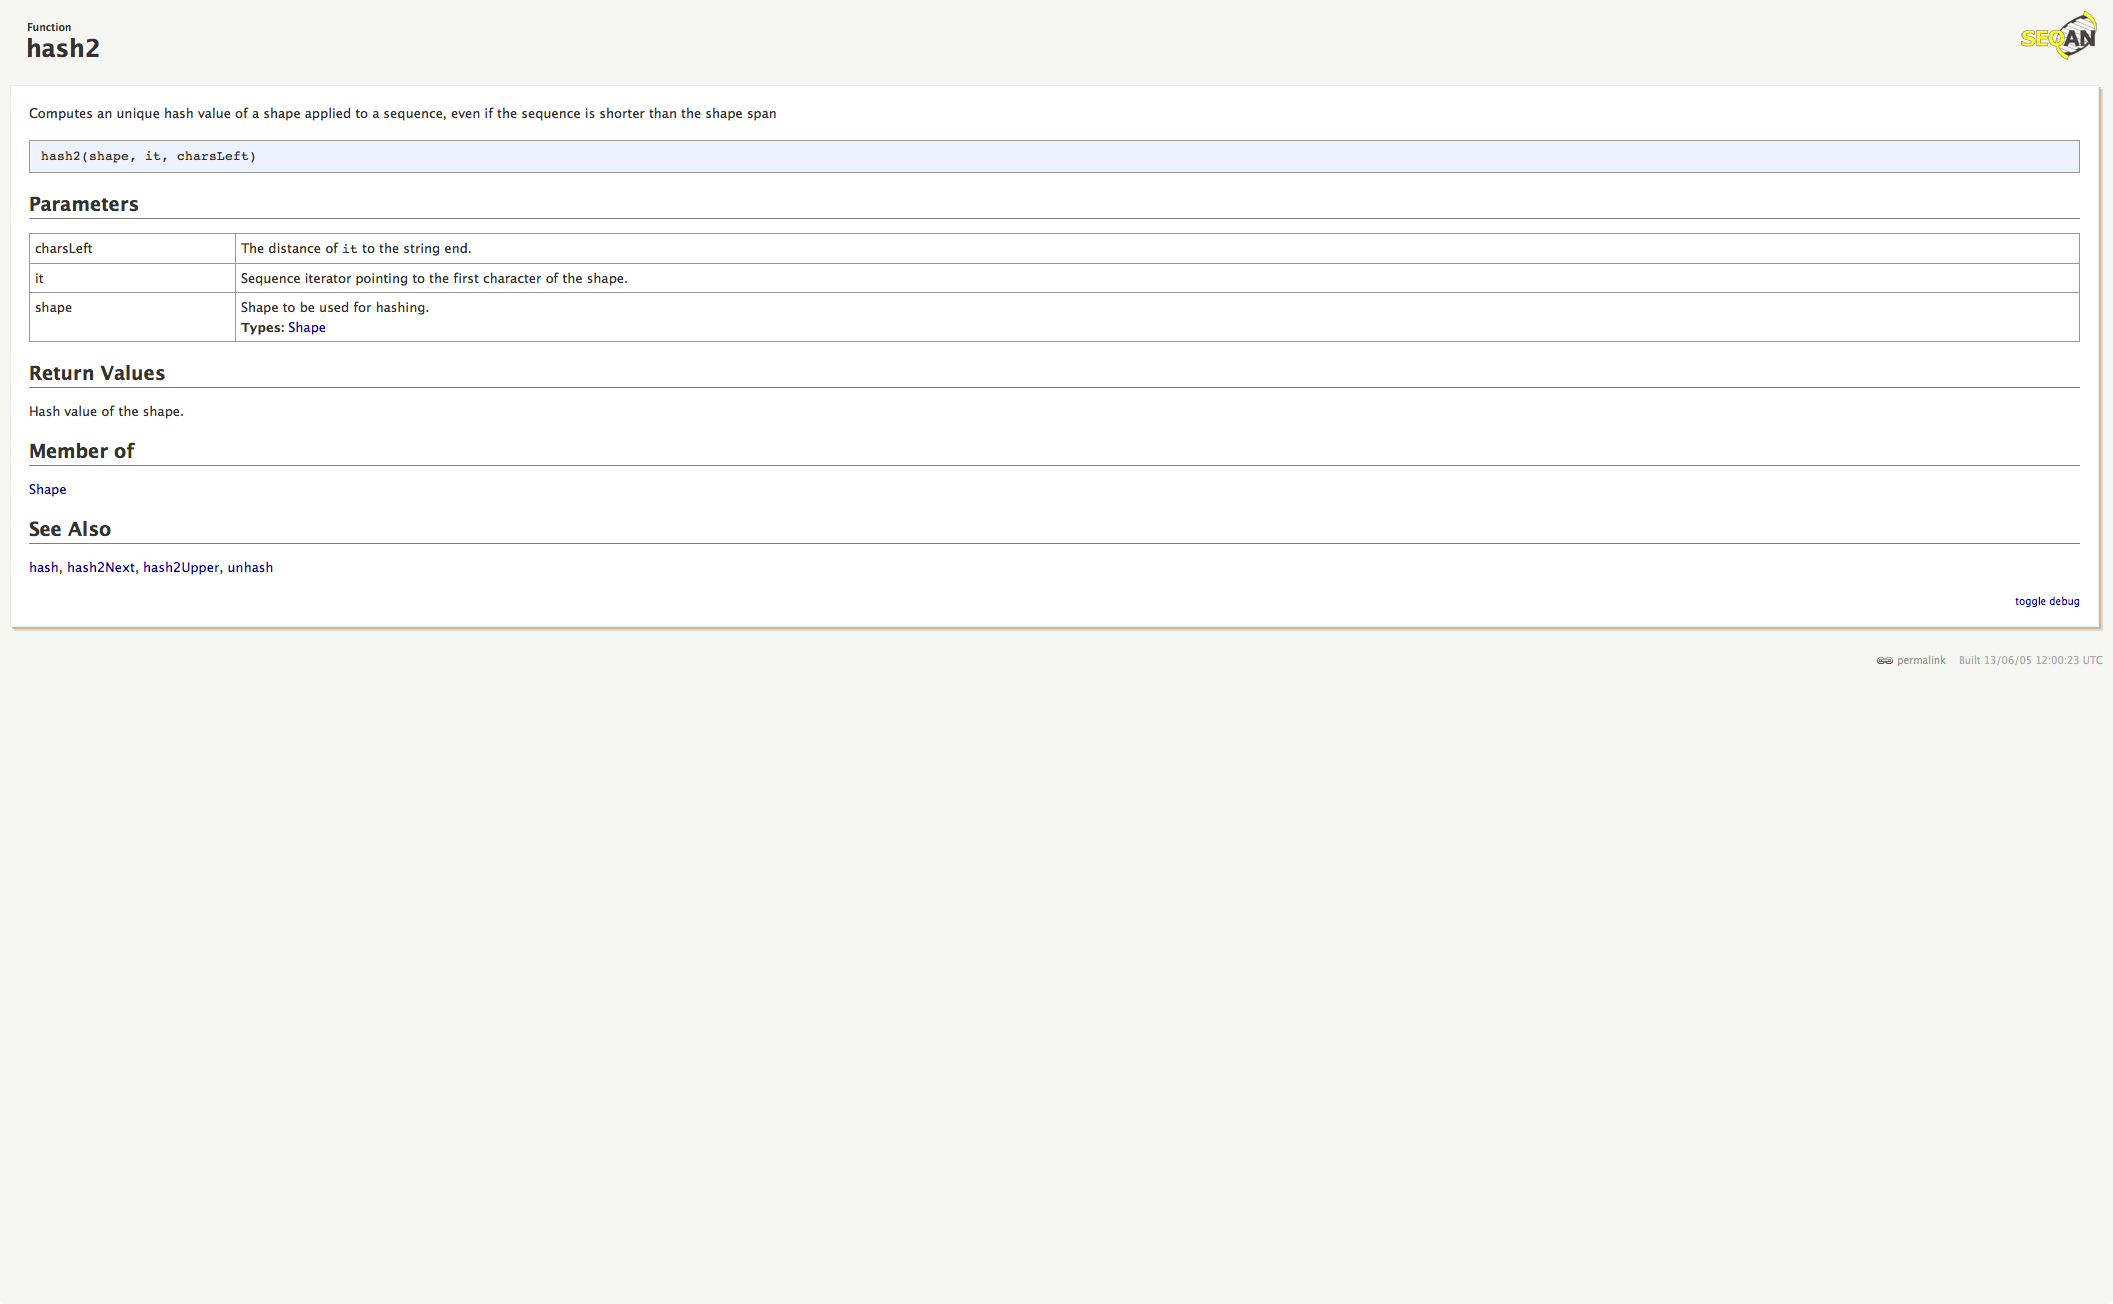 Function
hash2
SEQAN
Computes an unique hash value of a shape applied to a sequence, even if the sequence is shorter than the shape span
hash2(shape, it, charsLeft)
Parameters
charsLeft The distance of it to the string end.
it Sequence iterator pointing to the first character of the shape.
shape Shape to be used for hashing.
Types: Shape
Return Values
Hash value of the shape.
Member of
Shape
See Also
hash, hash2Next, hash2Upper, unhash
toggle debug
permalink Built 13/06/05 12:00:23 UTC